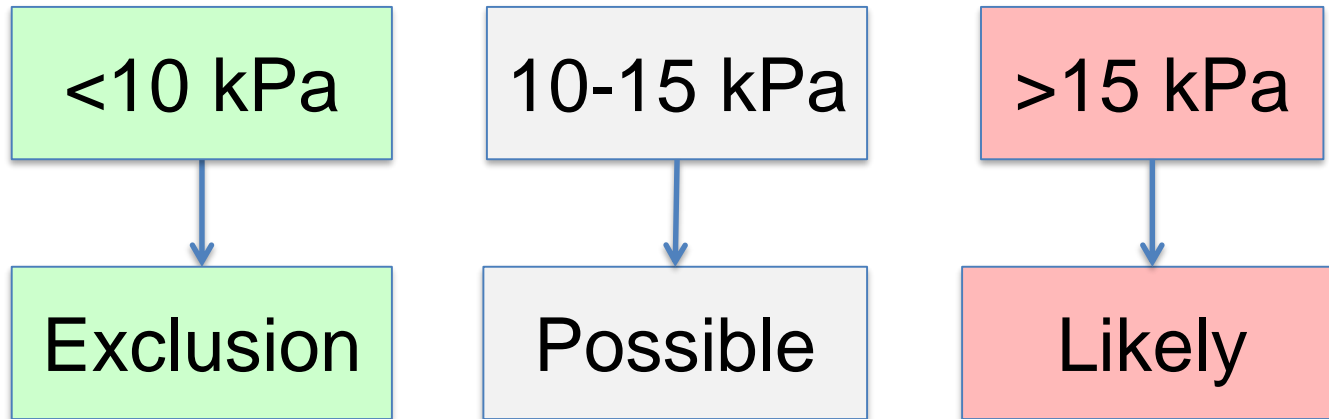 <10 kPa
10-15 kPa
>15 kPa
Exclusion
Possible
Likely